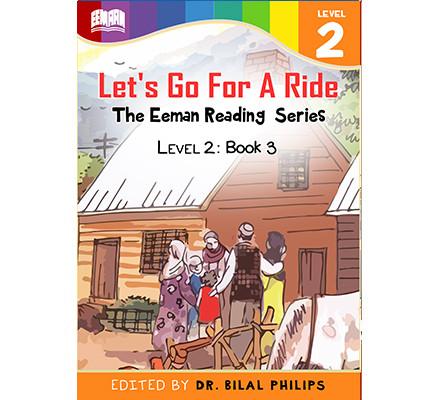 EEMAAN
LEVEL
2
Let's Go For A Ride
The Eeman Reading Series
LEVEL 2: BOOK 3
EDITED BY DR. BILAL PHILIPS